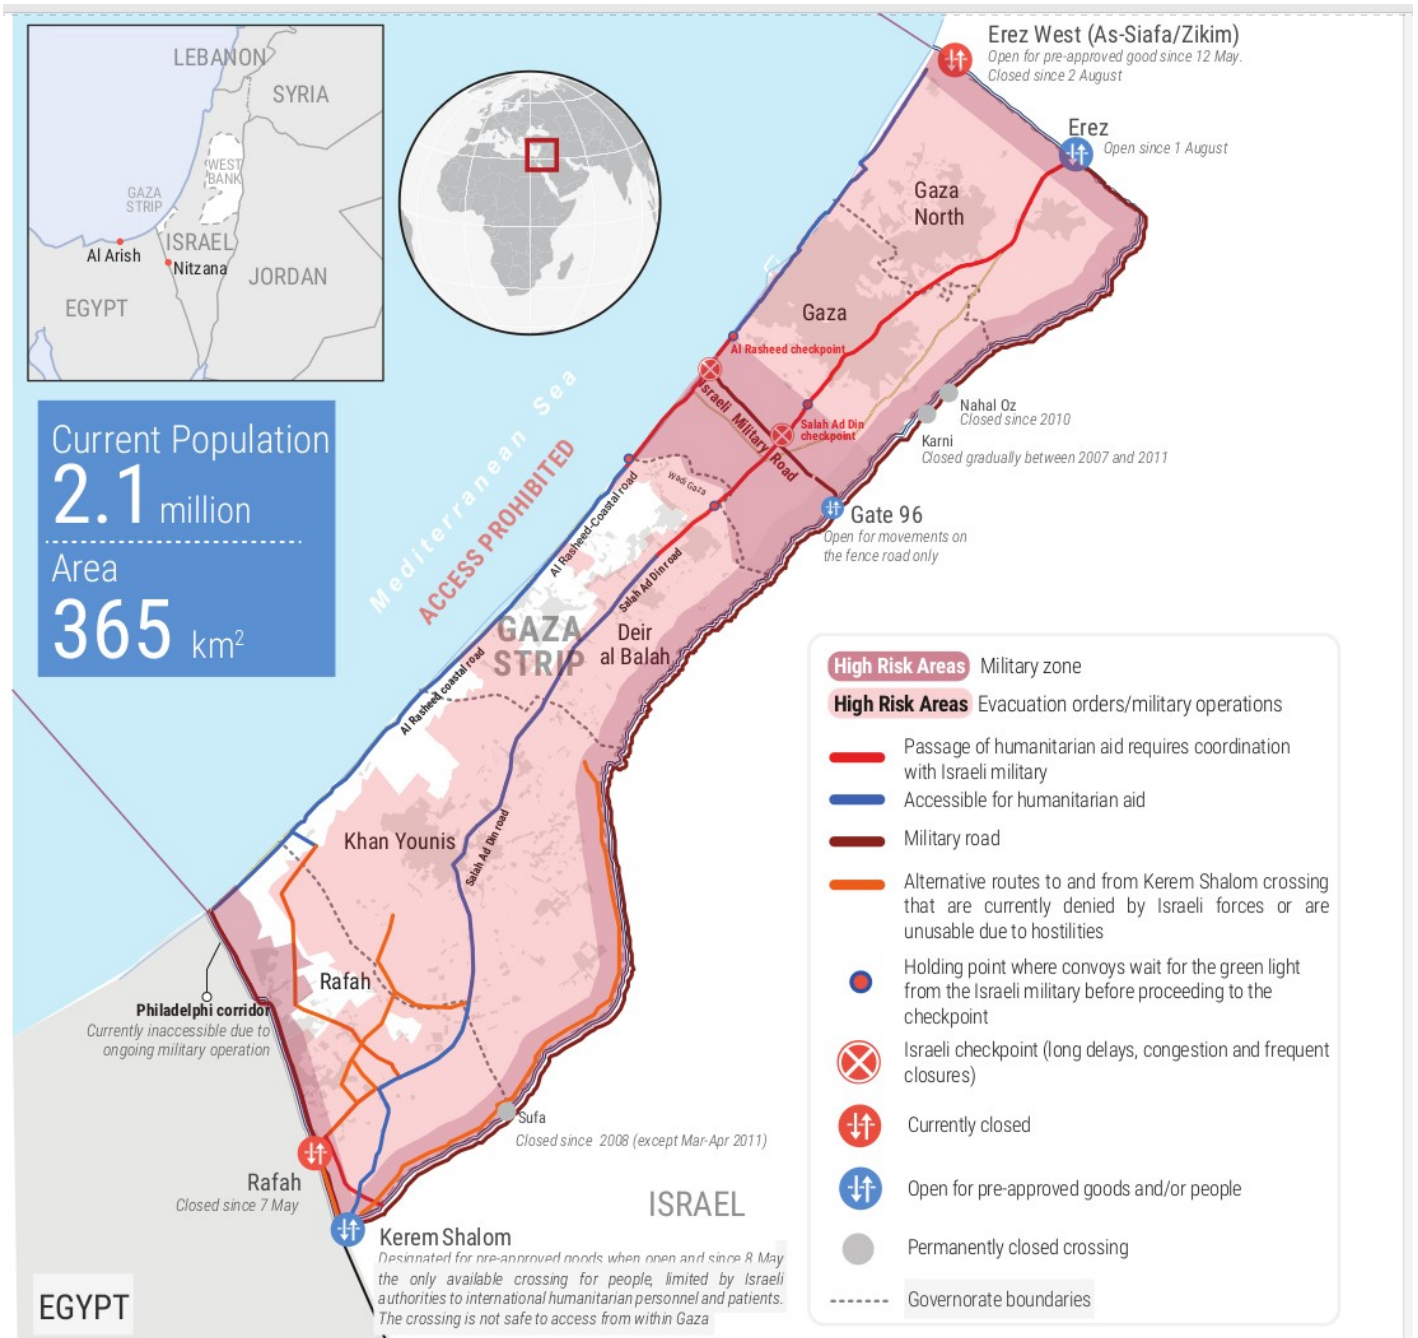 LEBANON
SYRIA
WEST
BANK
GAZA
STRIP
Al Arish
ISRAEL
Nitzana
JORDAN
EGYPT
Current Population
2.1 million
Area
365 km²
Mediterranean Sea
ACCESS PROHIBITED
Erez West (As-Siafa/Zikim)
Open for pre-approved good since 12 May.
Closed since 2 August
Erez
Open since 1 August
Gaza
North
Gaza
Al Rasheed checkpoint
Israeli Military Road
Salah Ad Din
checkpoint
Nahal Oz
Closed since 2010
Karni
Closed gradually between 2007 and 2011
Wadi Gaza
Gate 96
Open for movements on
the fence road only
Al Rasheed-Coastal road
Salah Ad Din road
GAZA
STRIP
Deir
al Balah
Al Rasheed coastal road
Khan Younis
Salah Ad Din road
Rafah
Philadelphi corridor
Currently inaccessible due to
ongoing military operation
Sufa
Closed since 2008 (except Mar-Apr 2011)
Rafah
Closed since 7 May
ISRAEL
Kerem Shalom
Designated for pre-approved goods when open and since 8 May
the only available crossing for people, limited by Israeli
authorities to international humanitarian personnel and patients.
The crossing is not safe to access from within Gaza
EGYPT
High Risk Areas Military zone
High Risk Areas Evacuation orders/military operations
Passage of humanitarian aid requires coordination
with Israeli military
Accessible for humanitarian aid
Military road
Alternative routes to and from Kerem Shalom crossing
that are currently denied by Israeli forces or are
unusable due to hostilities
Holding point where convoys wait for the green light
from the Israeli military before proceeding to the
checkpoint
Israeli checkpoint (long delays, congestion and frequent
closures)
Currently closed
Open for pre-approved goods and/or people
Permanently closed crossing
Governorate boundaries